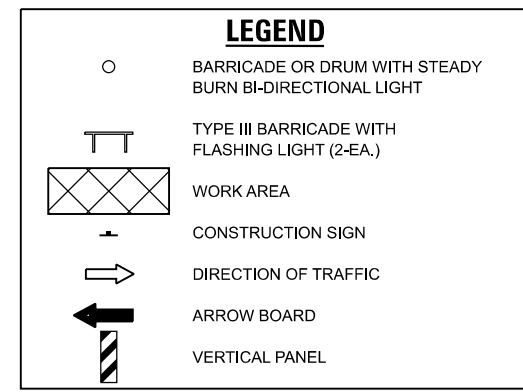 LEGEND
BARRICADE OR DRUM WITH STEADY
BURN BI-DIRECTIONAL LIGHT
TYPE III BARRICADE WITH
FLASHING LIGHT (2-EA.)
WORK AREA
CONSTRUCTION SIGN
DIRECTION OF TRAFFIC
ARROW BOARD
VERTICAL PANEL